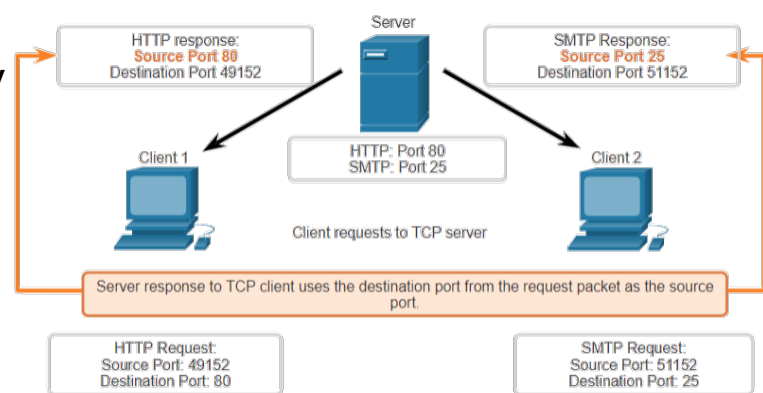 Server
HTTP response:
Source Port 80
Destination Port 49152
SMTP Response:
Source Port 25
Destination Port 51152
HTTP: Port 80
SMTP: Port 25
Client 1
Client 2
Client requests to TCP server
Server response to TCP client uses the destination port from the request packet as the source
port.
HTTP Request:
Source Port: 49152
Destination Port: 80
SMTP Request:
Source Port: 51152
Destination Port: 25